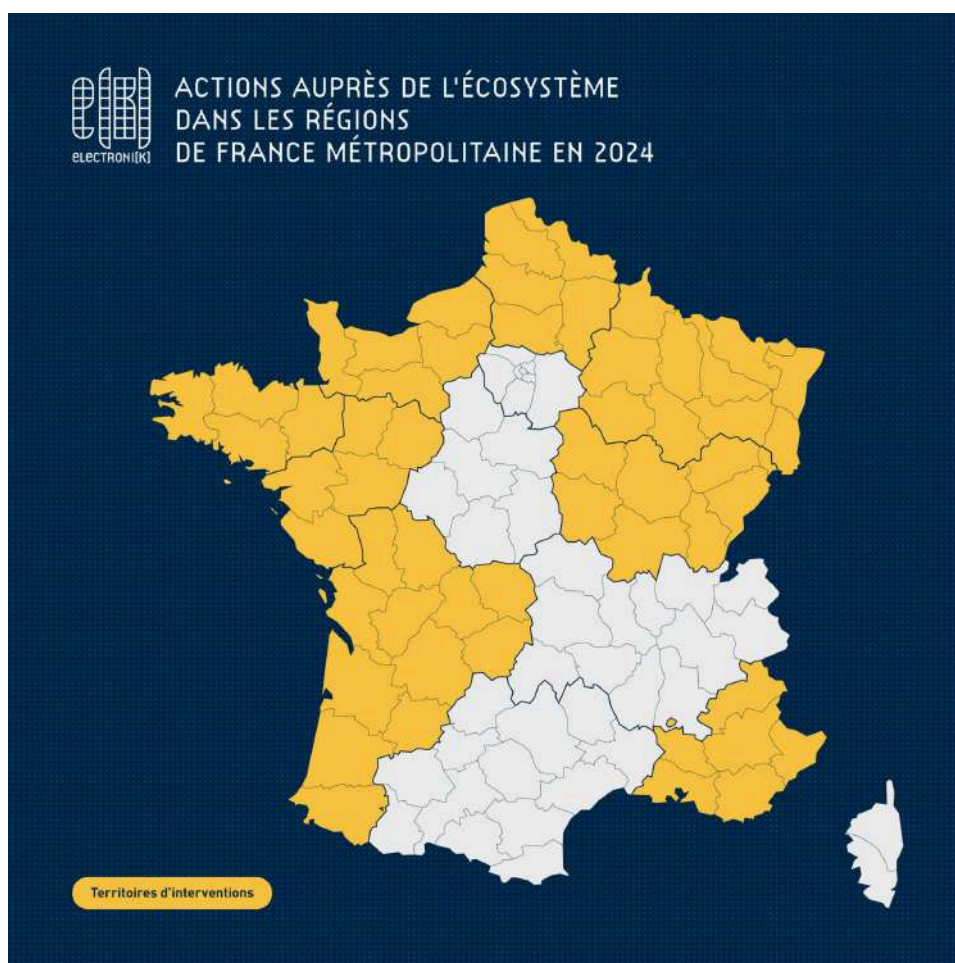 ELECTRONI[K]
ACTIONS AUPRÈS DE L'ÉCOSYSTÈME
DANS LES RÉGIONS
DE FRANCE MÉTROPOLITAINE EN 2024
Territoires d'interventions